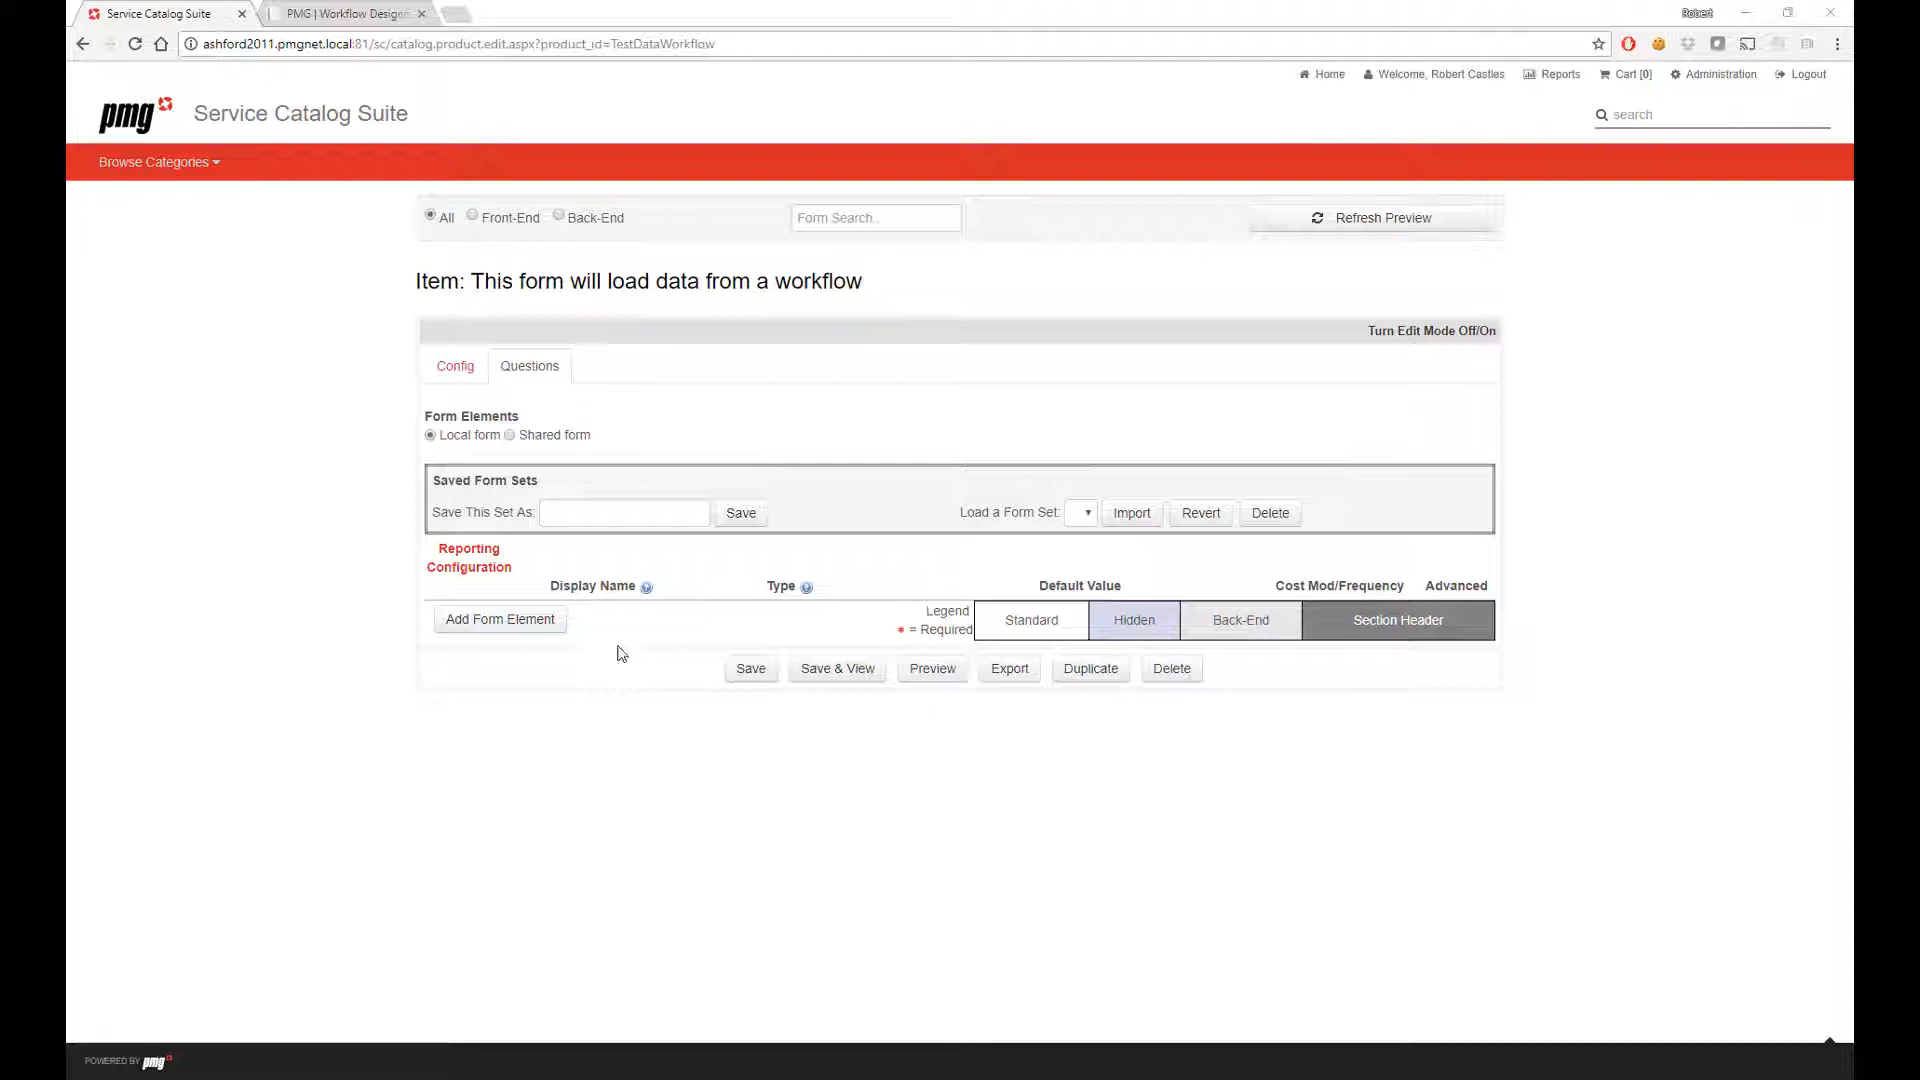 Service Catalog Suite
PMG | Workflow Designe
Robert
ashford2011.pmgnet.local:81/sc/catalog.product.edit.aspx?product_id=TestDataWorkflow
Home Welcome, Robert Castles Reports Cart [0] Administration Logout
pmg Service Catalog Suite
search
Browse Categories
All Front-End Back-End Form Search.. Refresh Preview
Item: This form will load data from a workflow
Turn Edit Mode Off/On
Config Questions
Form Elements
Local form Shared form
Saved Form Sets
Save This Set As: Save Load a Form Set: Import Revert Delete
Reporting
Configuration
Display Name Type Default Value Cost Mod/Frequency Advanced
Add Form Element
Legend
* = Required
Standard Hidden Back-End Section Header
Save Save & View Preview Export Duplicate Delete
POWERED BY pmg